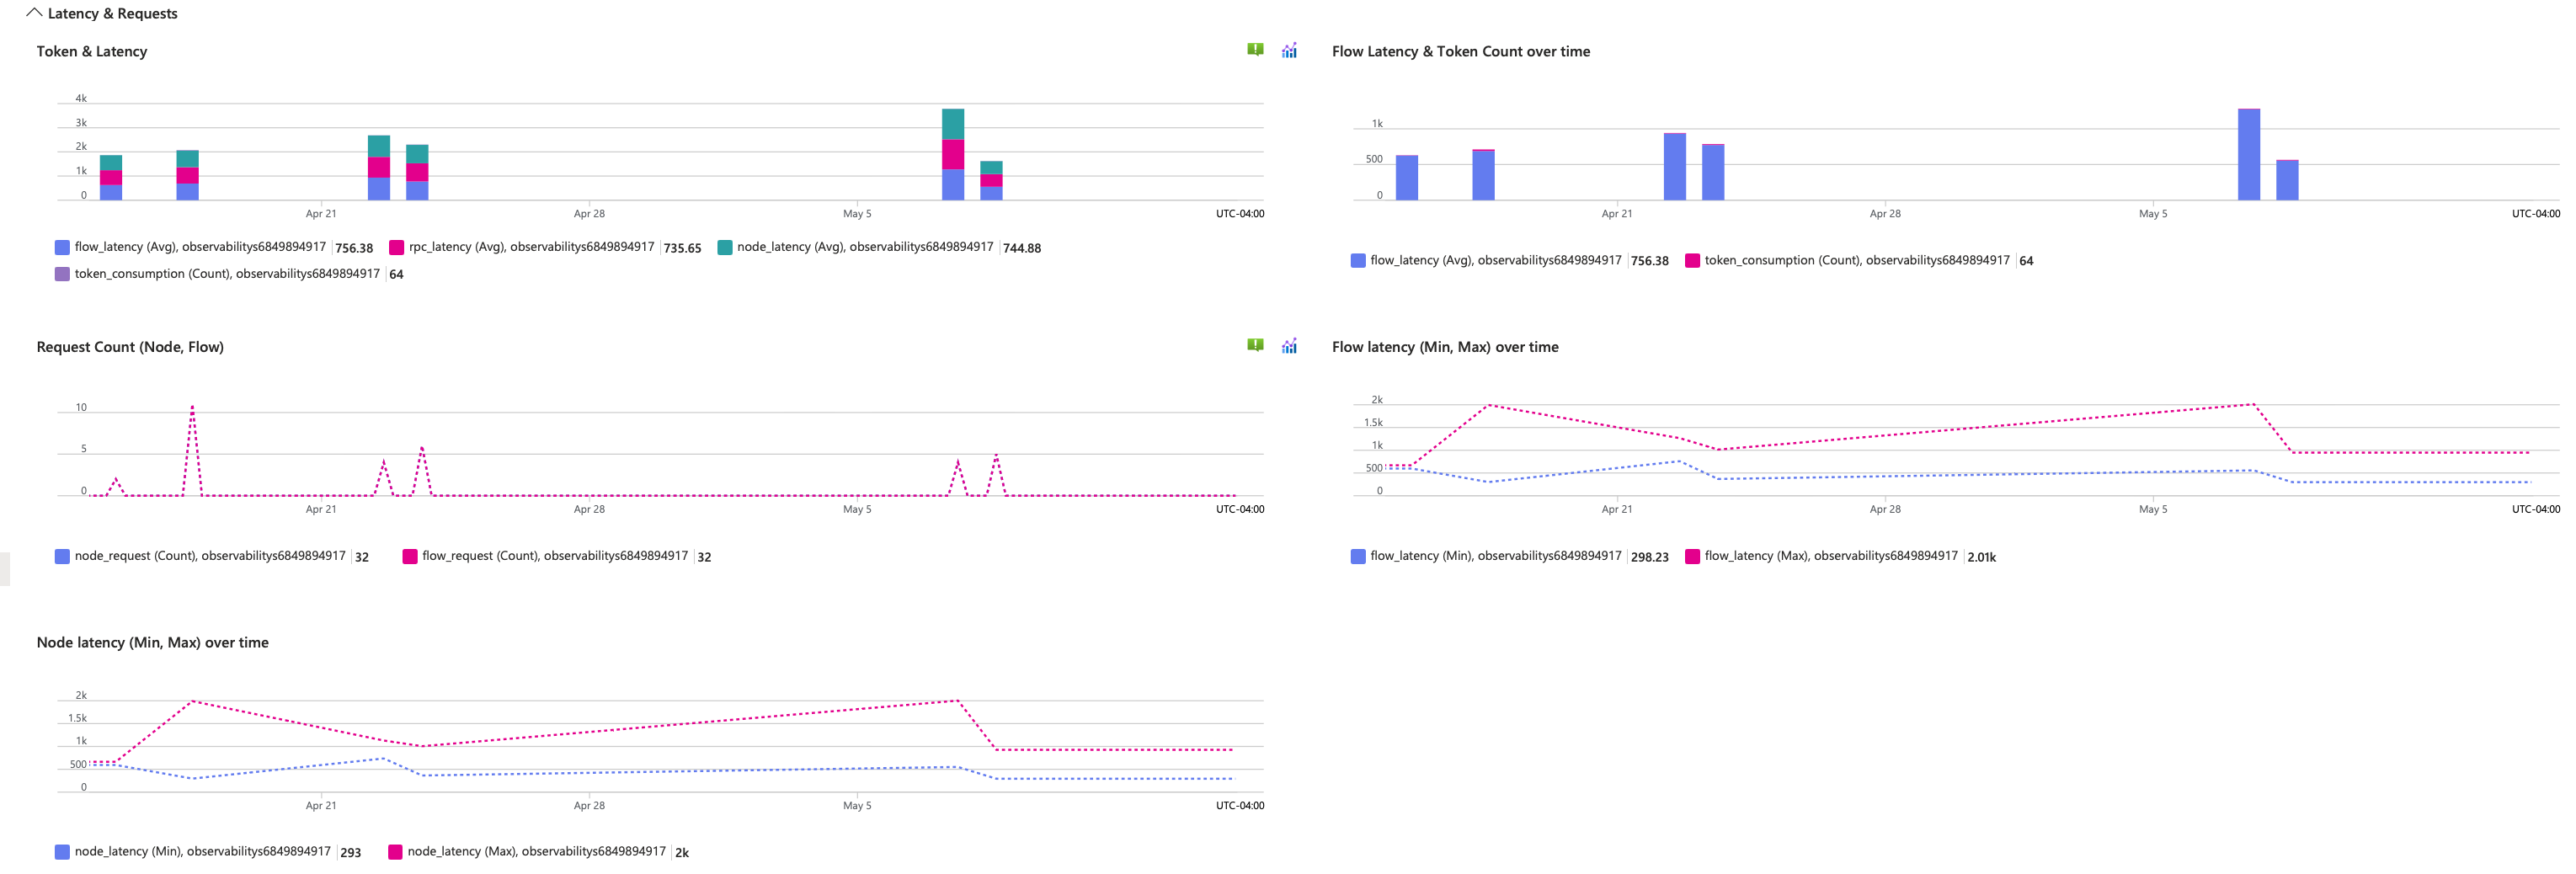 Latency & Requests
Token & Latency
4k
3k
2k
1k
0
Apr 21
Apr 28
May 5
UTC-04:00
flow_latency (Avg), observabilitys6849894917 756.38 rpc_latency (Avg), observabilitys6849894917 735.65 node_latency (Avg), observabilitys6849894917 744.88
token_consumption (Count), observabilitys6849894917 64
Flow Latency & Token Count over time
1k
500
0
Apr 21
Apr 28
May 5
UTC-04:00
flow_latency (Avg), observabilitys6849894917 756.38 token_consumption (Count), observabilitys6849894917 64
Request Count (Node, Flow)
10
5
0
Apr 21
Apr 28
May 5
UTC-04:00
node_request (Count), observabilitys6849894917 32 flow_request (Count), observabilitys6849894917 32
Flow latency (Min, Max) over time
2k
1.5k
1k
500
0
Apr 21
Apr 28
May 5
UTC-04:00
flow_latency (Min), observabilitys6849894917 298.23 flow_latency (Max), observabilitys6849894917 2.01k
Node latency (Min, Max) over time
2k
1.5k
1k
500
0
Apr 21
Apr 28
May 5
UTC-04:00
node_latency (Min), observabilitys6849894917 293 node_latency (Max), observabilitys6849894917 2k